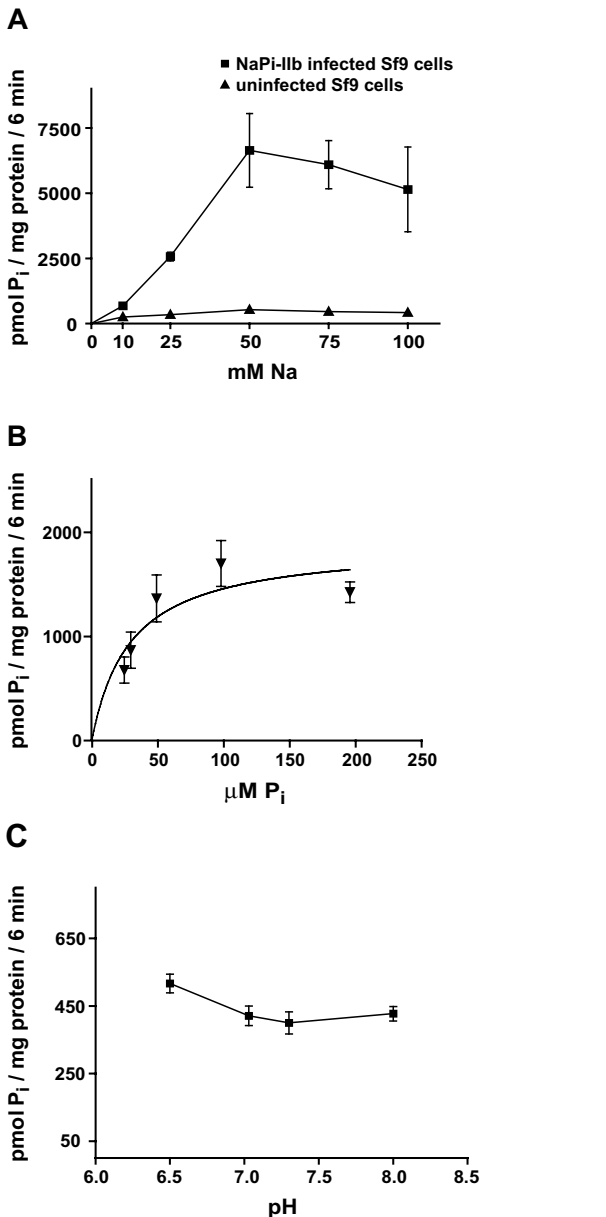 A
NaPi-IIb infected Sf9 cells
uninfected Sf9 cells
pmol Pi / mg protein / 6 min
7500
5000
2500
0
0 10 25 50 75 100
mM Na
B
pmol Pi / mg protein / 6 min
2000
1000
0
0 50 100 150 200 250
µM Pi
C
pmol Pi / mg protein / 6 min
650
450
250
50
6.0 6.5 7.0 7.5 8.0 8.5
pH